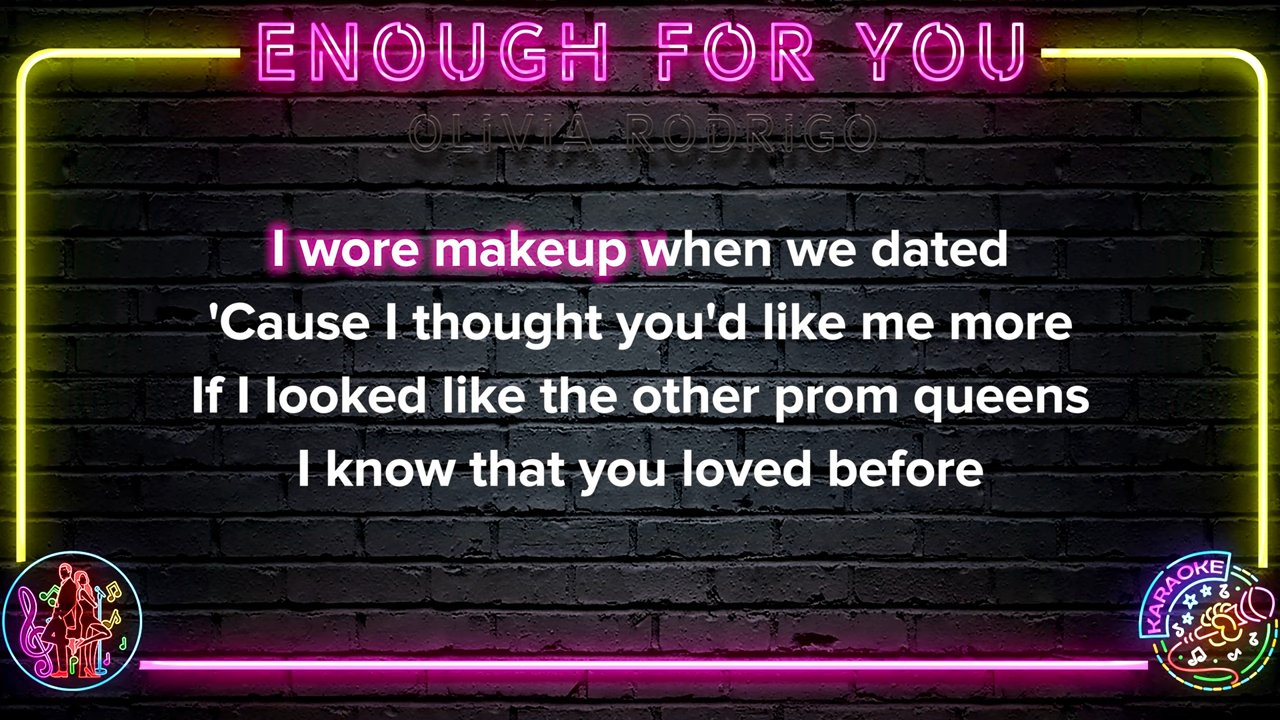 ENOUGH FOR YOU
OLiViA RODRiGO
I wore makeup when we dated
'Cause I thought you'd like me more
If I looked like the other prom queens
I know that you loved before
KARAOKE